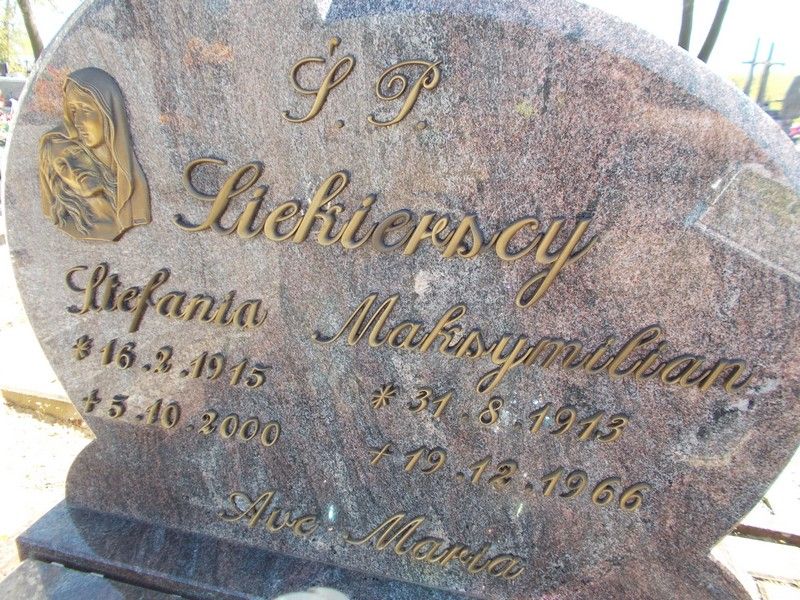 Ś. P.
Siekierscy
Stefania
* 16.2.1915
+ 5.10.2000
Maksymilian
* 31.8.1913
+ 19.12.1966
Ave Maria